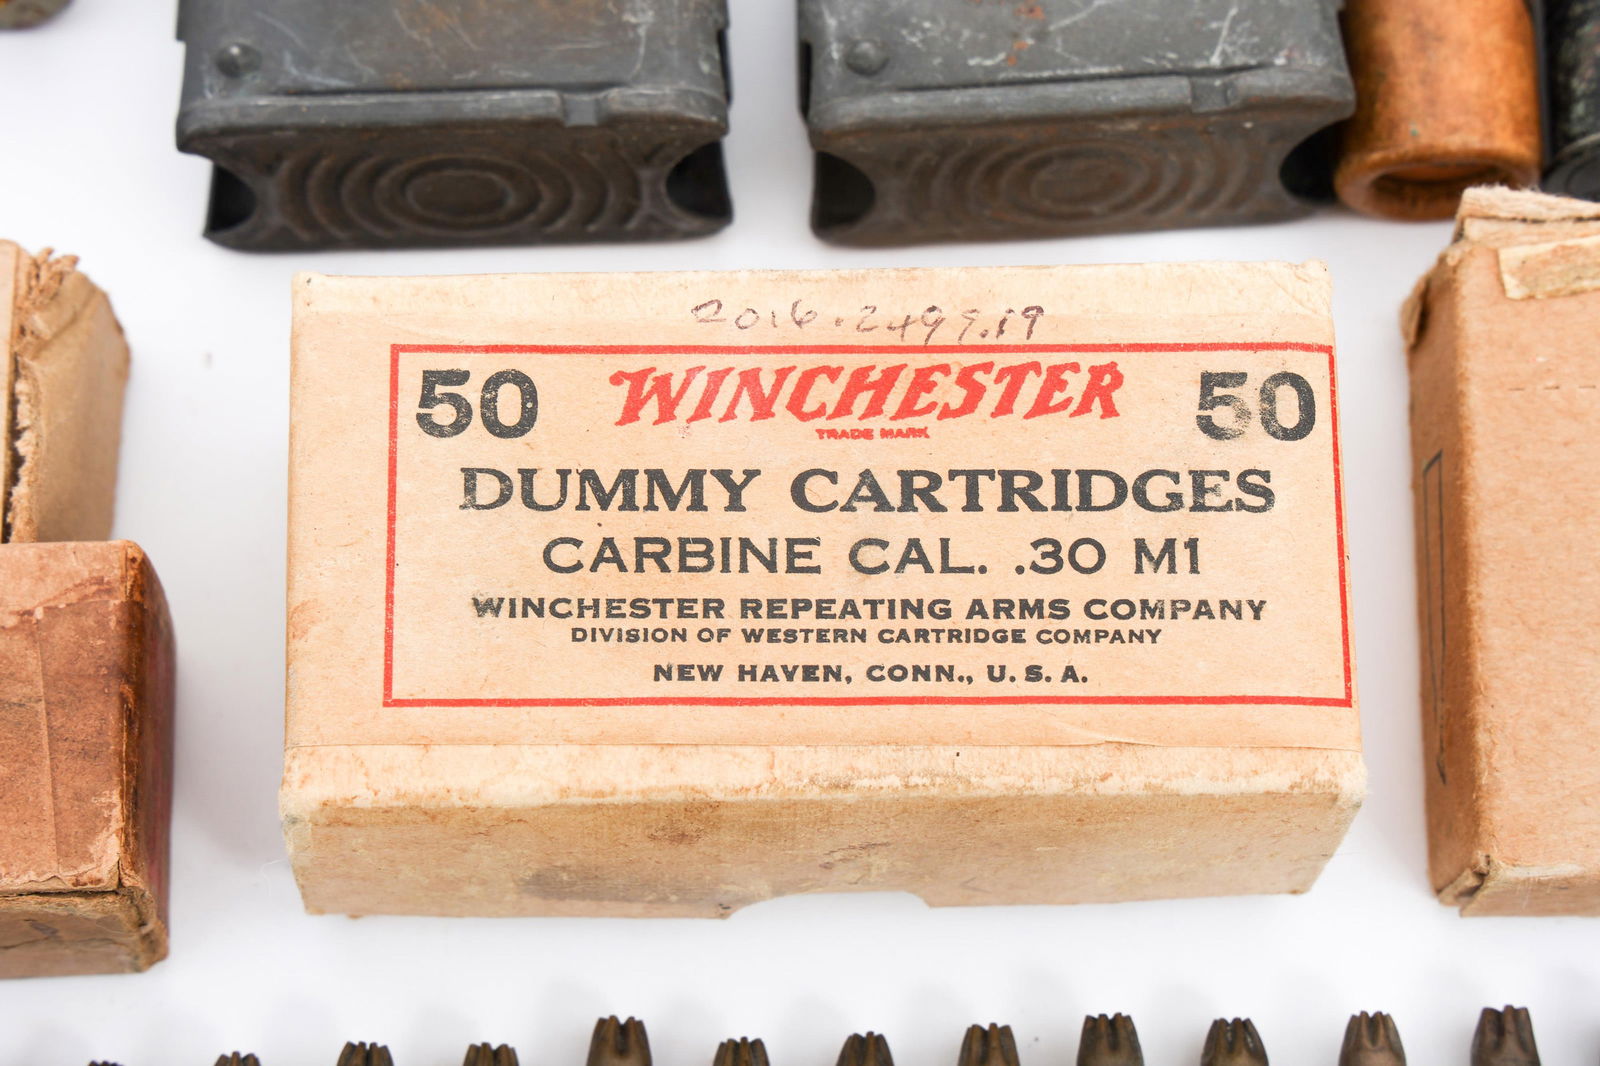 2016.2499.19
50 WINCHESTER 50
TRADE MARK
DUMMY CARTRIDGES
CARBINE CAL. .30 M1
WINCHESTER REPEATING ARMS COMPANY
DIVISION OF WESTERN CARTRIDGE COMPANY
NEW HAVEN, CONN., U.S.A.